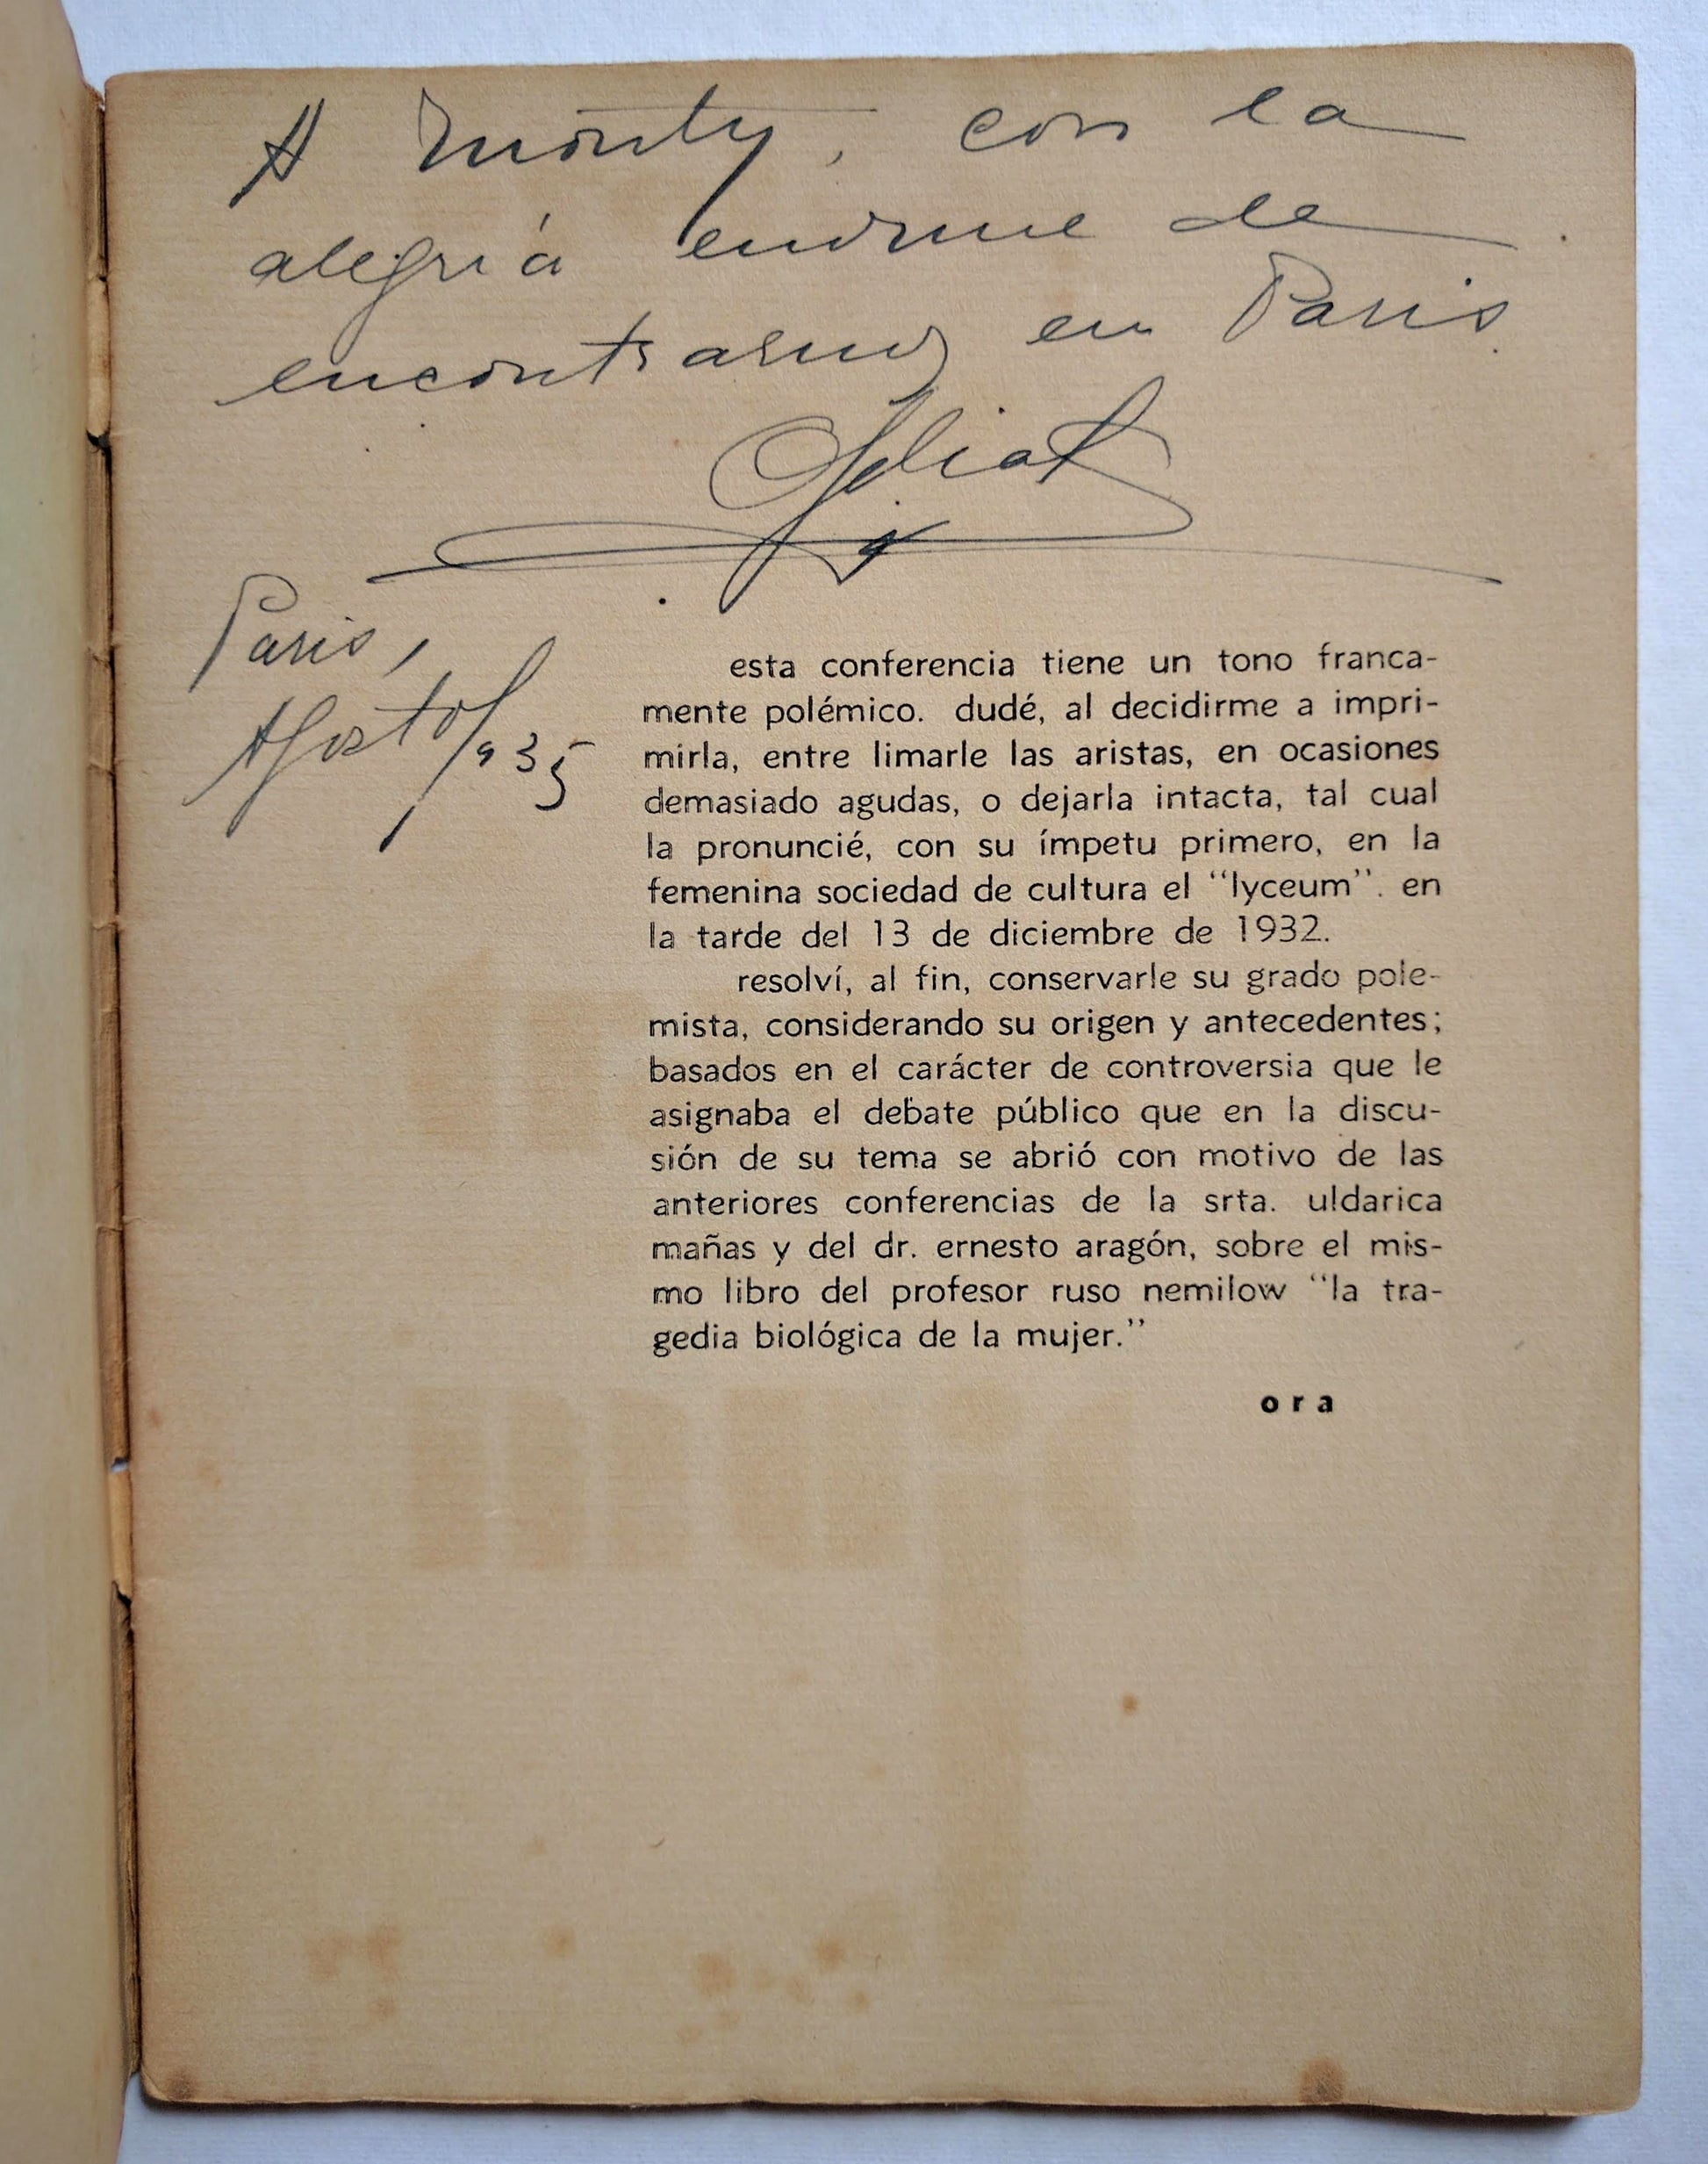 A Monty, con la
alegría enorme de
encontrarnos en Paris.
Paris,
Agosto/935
esta conferencia tiene un tono franca-
mente polémico. dudé, al decidirme a impri-
mirla, entre limarle las aristas, en ocasiones
demasiado agudas, o dejarla intacta, tal cual
la pronuncié, con su ímpetu primero, en la
femenina sociedad de cultura el "lyceum". en
la tarde del 13 de diciembre de 1932.
resolví, al fin, conservarle su grado pole-
mista, considerando su origen y antecedentes;
basados en el carácter de controversia que le
asignaba el debate público que en la discu-
sión de su tema se abrió con motivo de las
anteriores conferencias de la srta. uldarica
mañas y del dr. ernesto aragón, sobre el mis-
mo libro del profesor ruso nemilow "la tra-
gedia biológica de la mujer."
ora